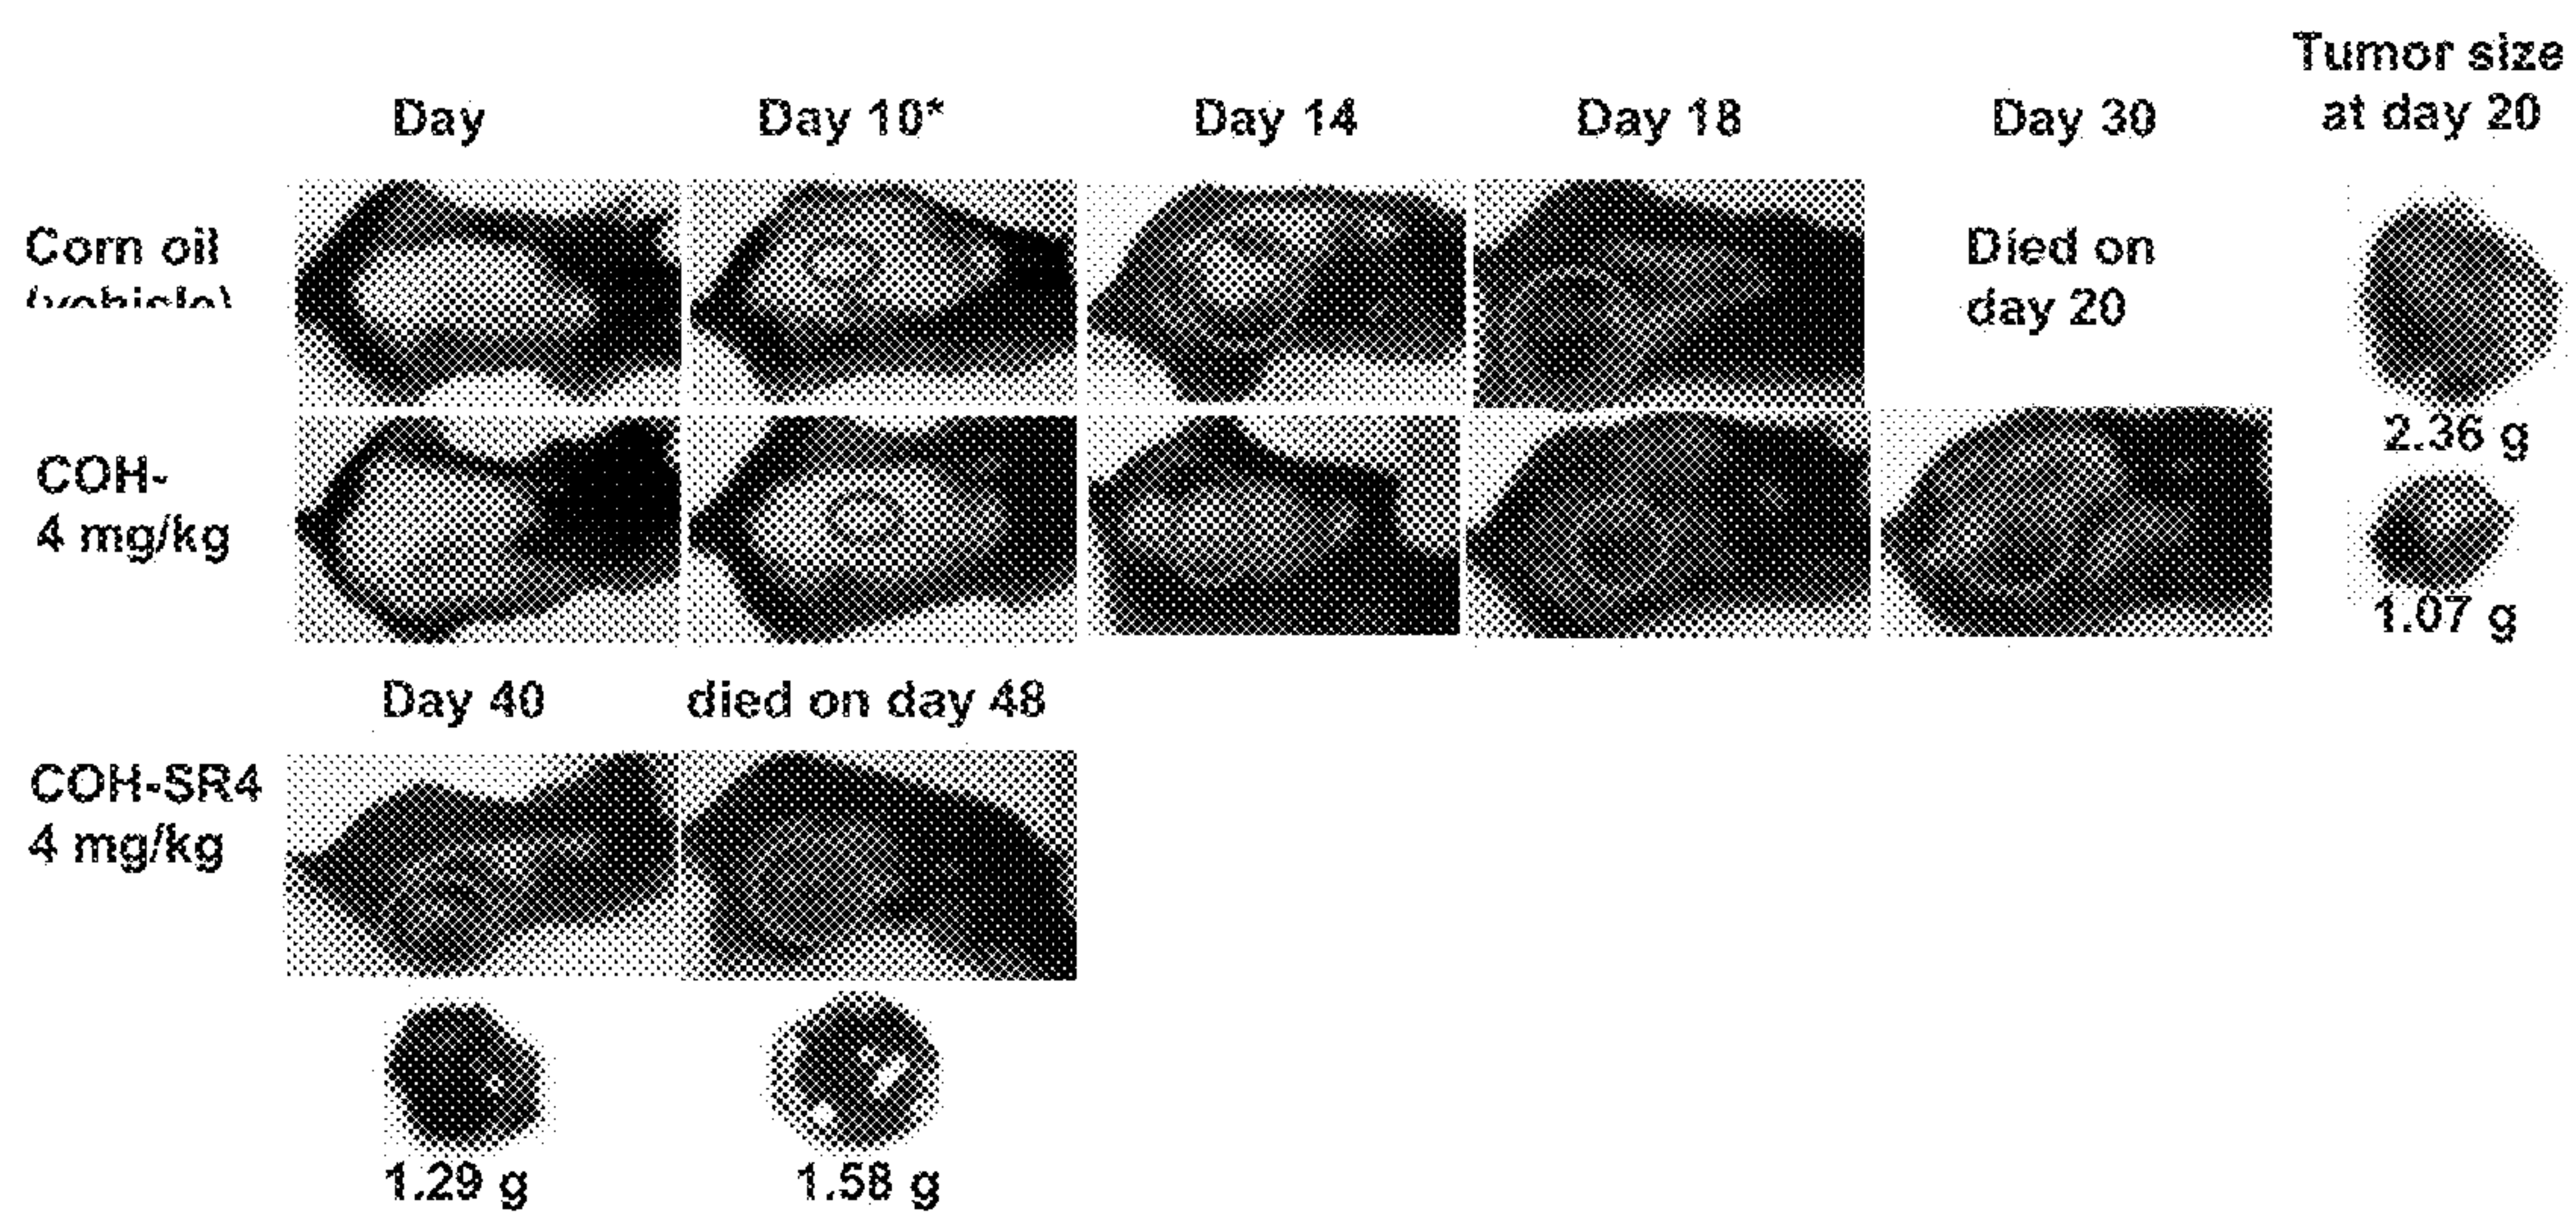 Tumor size
at day 20
Day
Day 10*
Day 14
Day 18
Day 30
Corn oil
(vehicle)
Died on
day 20
2.36 g
COH-
4 mg/kg
1.07 g
Day 40
died on day 48
COH-SR4
4 mg/kg
1.29 g
1.58 g